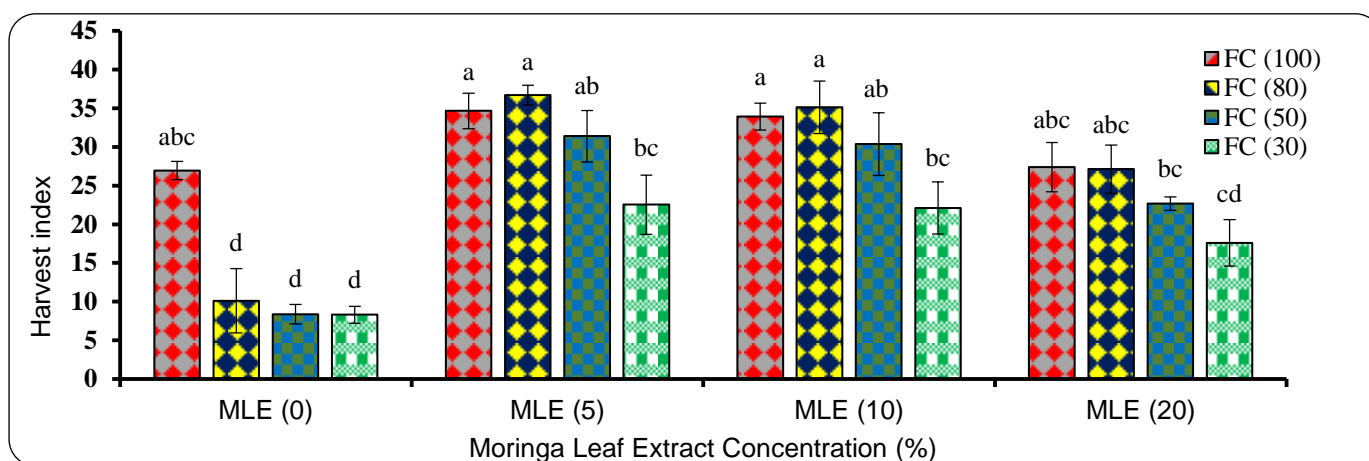 45
40
35
30
25
20
15
10
5
0
Harvest index
abc
d
d
d
a
a
ab
bc
a
a
ab
bc
abc
abc
bc
cd
FC (100)
FC (80)
FC (50)
FC (30)
MLE (0) MLE (5) MLE (10) MLE (20)
Moringa Leaf Extract Concentration (%)